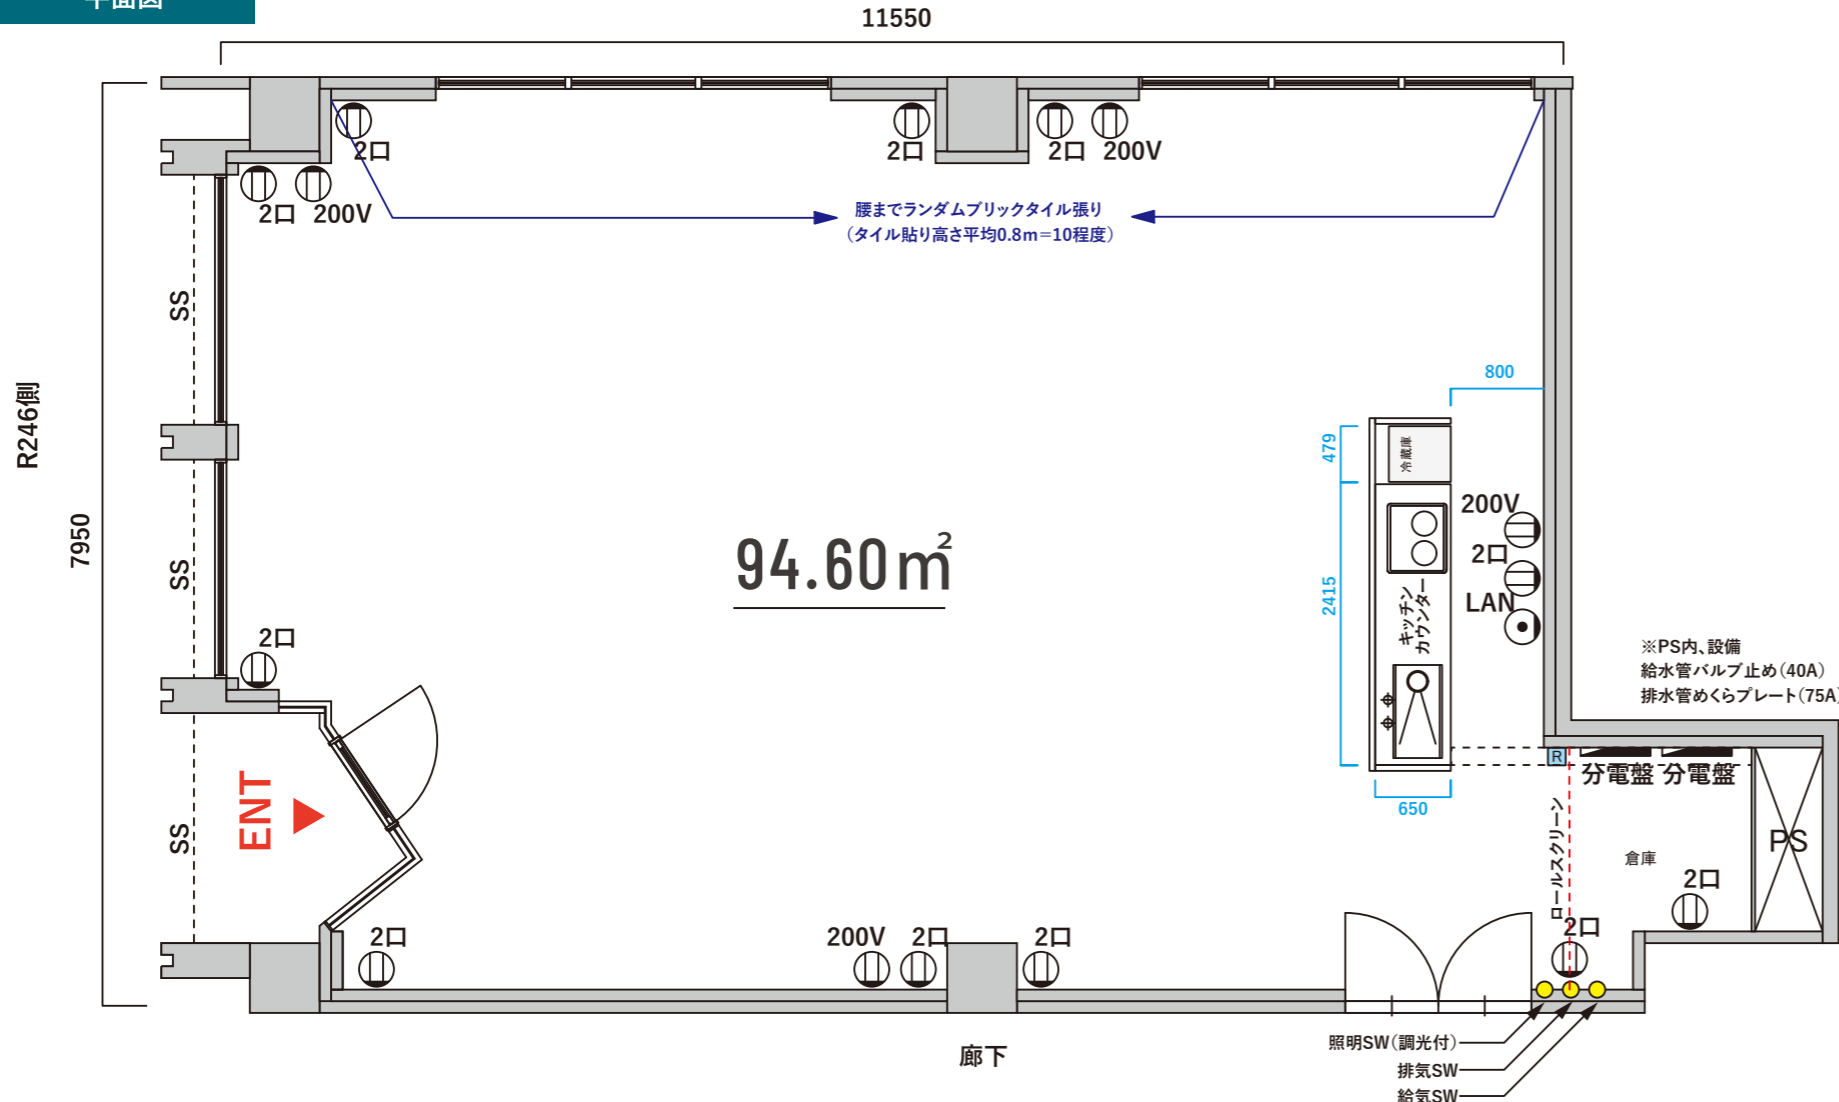 平面図
11550
2口
2口
2口
200V
2口
200V
腰までランダムブリックタイル張り
(タイル貼り高さ平均0.8m=10程度)
SS
R246側
7950
800
479
冷蔵庫
200V
2口
LAN
94.60㎡
SS
2415
キッチン
カウンター
2口
※PS内、設備
給水管バルブ止め(40A)
排水管めくらプレート(75A)
R
分電盤
分電盤
ENT
SS
650
ロールスクリーン
倉庫
PS
2口
2口
2口
200V
2口
2口
照明SW(調光付)
排気SW
給気SW
廊下